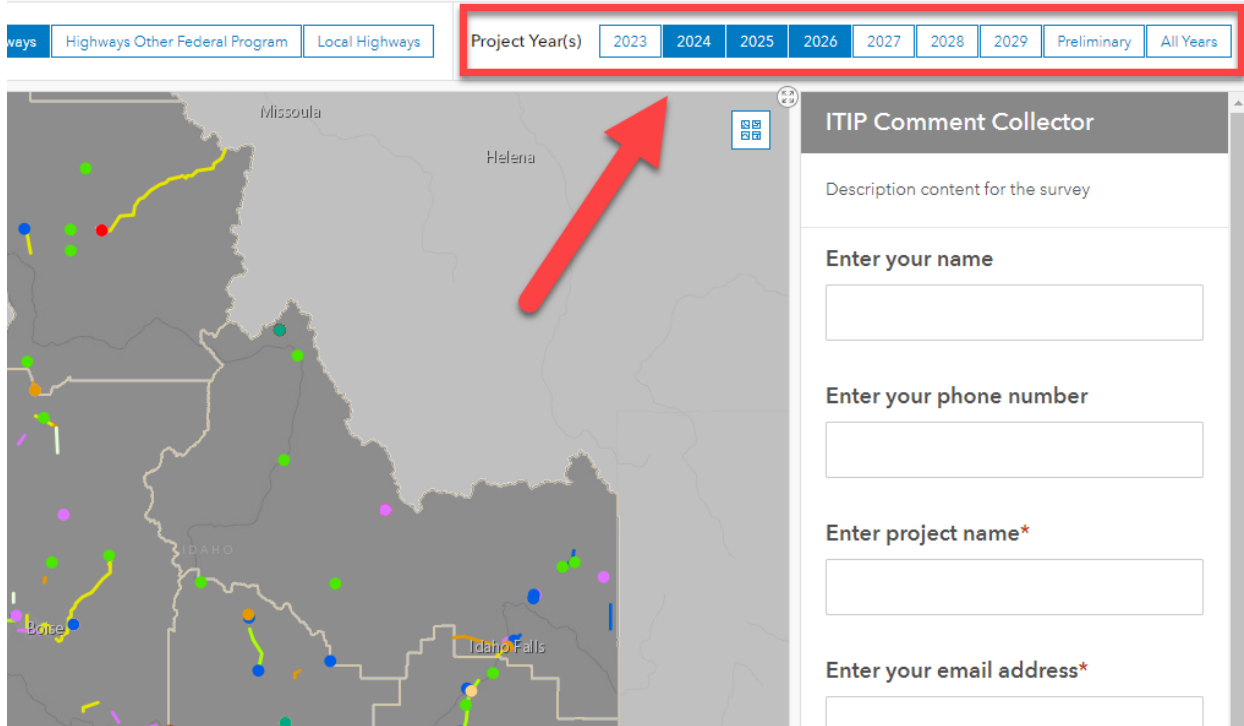 ways Highways Other Federal Program Local Highways Project Year(s) 2023 2024 2025 2026 2027 2028 2029 Preliminary All Years
Missoula
Helena
IDAHO
Boise
Idaho Falls
ITIP Comment Collector
Description content for the survey
Enter your name
Enter your phone number
Enter project name*
Enter your email address*